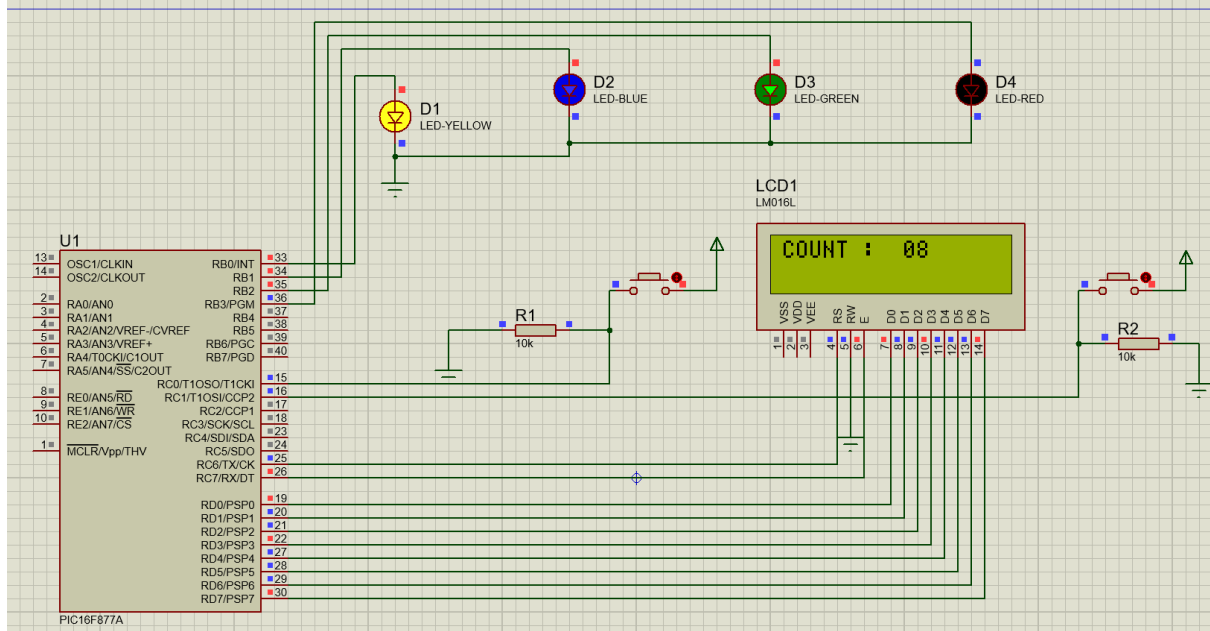 D1
LED-YELLOW
D2
LED-BLUE
D3
LED-GREEN
D4
LED-RED
LCD1
LM016L
COUNT : 08
VSS
VDD
VEE
RS
RW
E
D0
D1
D2
D3
D4
D5
D6
D7
1
2
3
4
5
6
7
8
9
10
11
12
13
14
R1
10k
R2
10k
U1
13 OSC1/CLKIN
14 OSC2/CLKOUT
2 RA0/AN0
3 RA1/AN1
4 RA2/AN2/VREF-/CVREF
5 RA3/AN3/VREF+
6 RA4/T0CKI/C1OUT
7 RA5/AN4/SS/C2OUT
8 RE0/AN5/RD
9 RE1/AN6/WR
10 RE2/AN7/CS
1 MCLR/Vpp/THV
RB0/INT 33
RB1 34
RB2 35
RB3/PGM 36
RB4 37
RB5 38
RB6/PGC 39
RB7/PGD 40
RC0/T1OSO/T1CKI 15
RC1/T1OSI/CCP2 16
RC2/CCP1 17
RC3/SCK/SCL 18
RC4/SDI/SDA 23
RC5/SDO 24
RC6/TX/CK 25
RC7/RX/DT 26
RD0/PSP0 19
RD1/PSP1 20
RD2/PSP2 21
RD3/PSP3 22
RD4/PSP4 27
RD5/PSP5 28
RD6/PSP6 29
RD7/PSP7 30
PIC16F877A